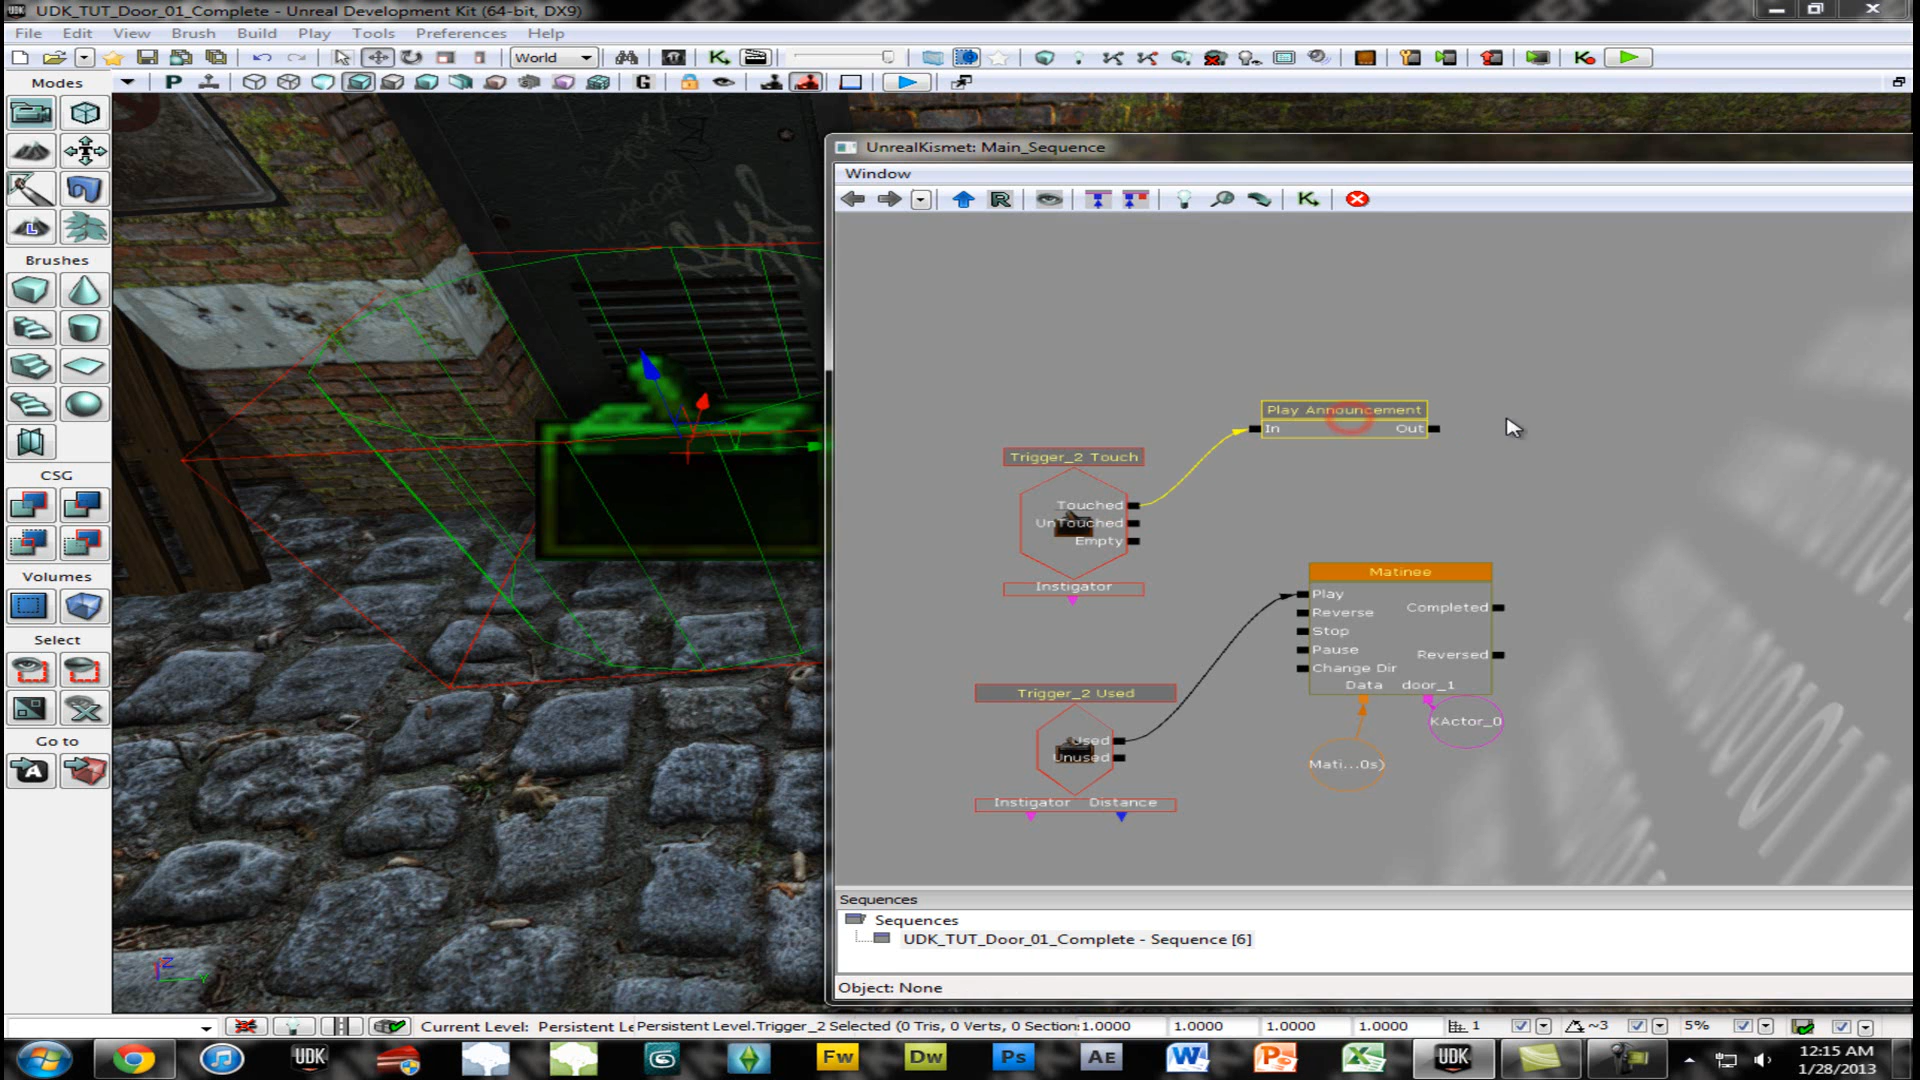 UDK_TUT_Door_01_Complete - Unreal Development Kit (64-bit, DX9)
File Edit View Brush Build Play Tools Preferences Help
World
Modes
P
G
UnrealKismet: Main_Sequence
Window
Brushes
CSG
Volumes
Select
Go to
Play Announcement
In Out
Trigger_2 Touch
Touched
UnTouched
Empty
Instigator
Matinee
Play
Reverse
Completed
Stop
Pause
Reversed
Change Dir
Data door_1
KActor_0
Mati...0s)
Trigger_2 Used
Used
Unused
Instigator Distance
Sequences
Sequences
UDK_TUT_Door_01_Complete - Sequence [6]
Object: None
Current Level: Persistent Le
Persistent Level.Trigger_2 Selected (0 Tris, 0 Verts, 0 Section
1.0000 1.0000 1.0000 1.0000
1
~3
5%
UDK Fw Dw Ps AE UDK
12:15 AM
1/28/2013